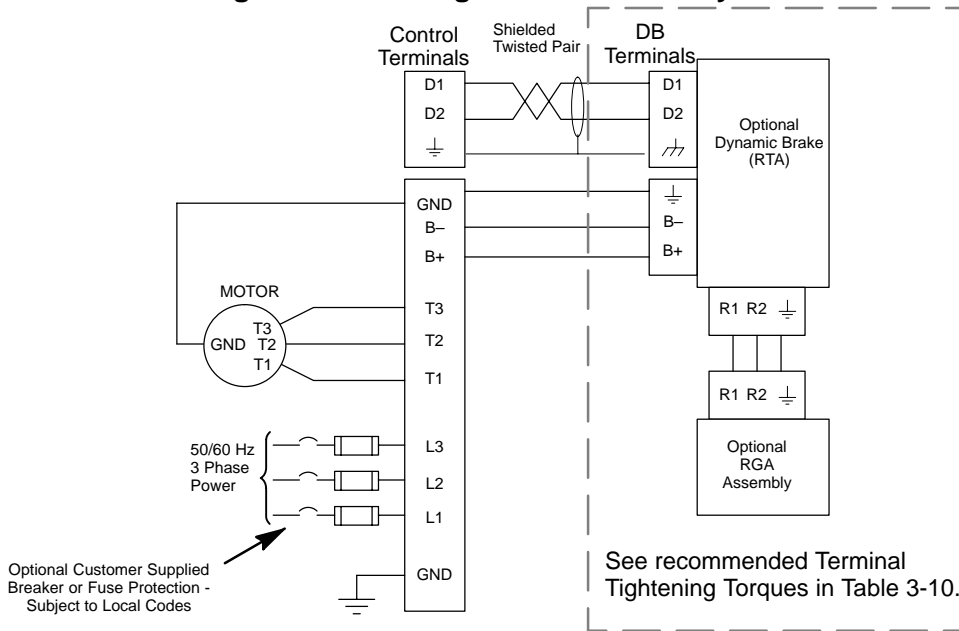 Control
Terminals
Shielded
Twisted Pair
DB
Terminals
D1
D2
D1
D2
Optional
Dynamic Brake
(RTA)
GND
B–
B+
B–
B+
MOTOR
GND
T3
T2
T1
T3
T2
T1
R1 R2
R1 R2
50/60 Hz
3 Phase
Power
L3
L2
L1
Optional
RGA
Assembly
Optional Customer Supplied
Breaker or Fuse Protection -
Subject to Local Codes
GND
See recommended Terminal
Tightening Torques in Table 3-10.